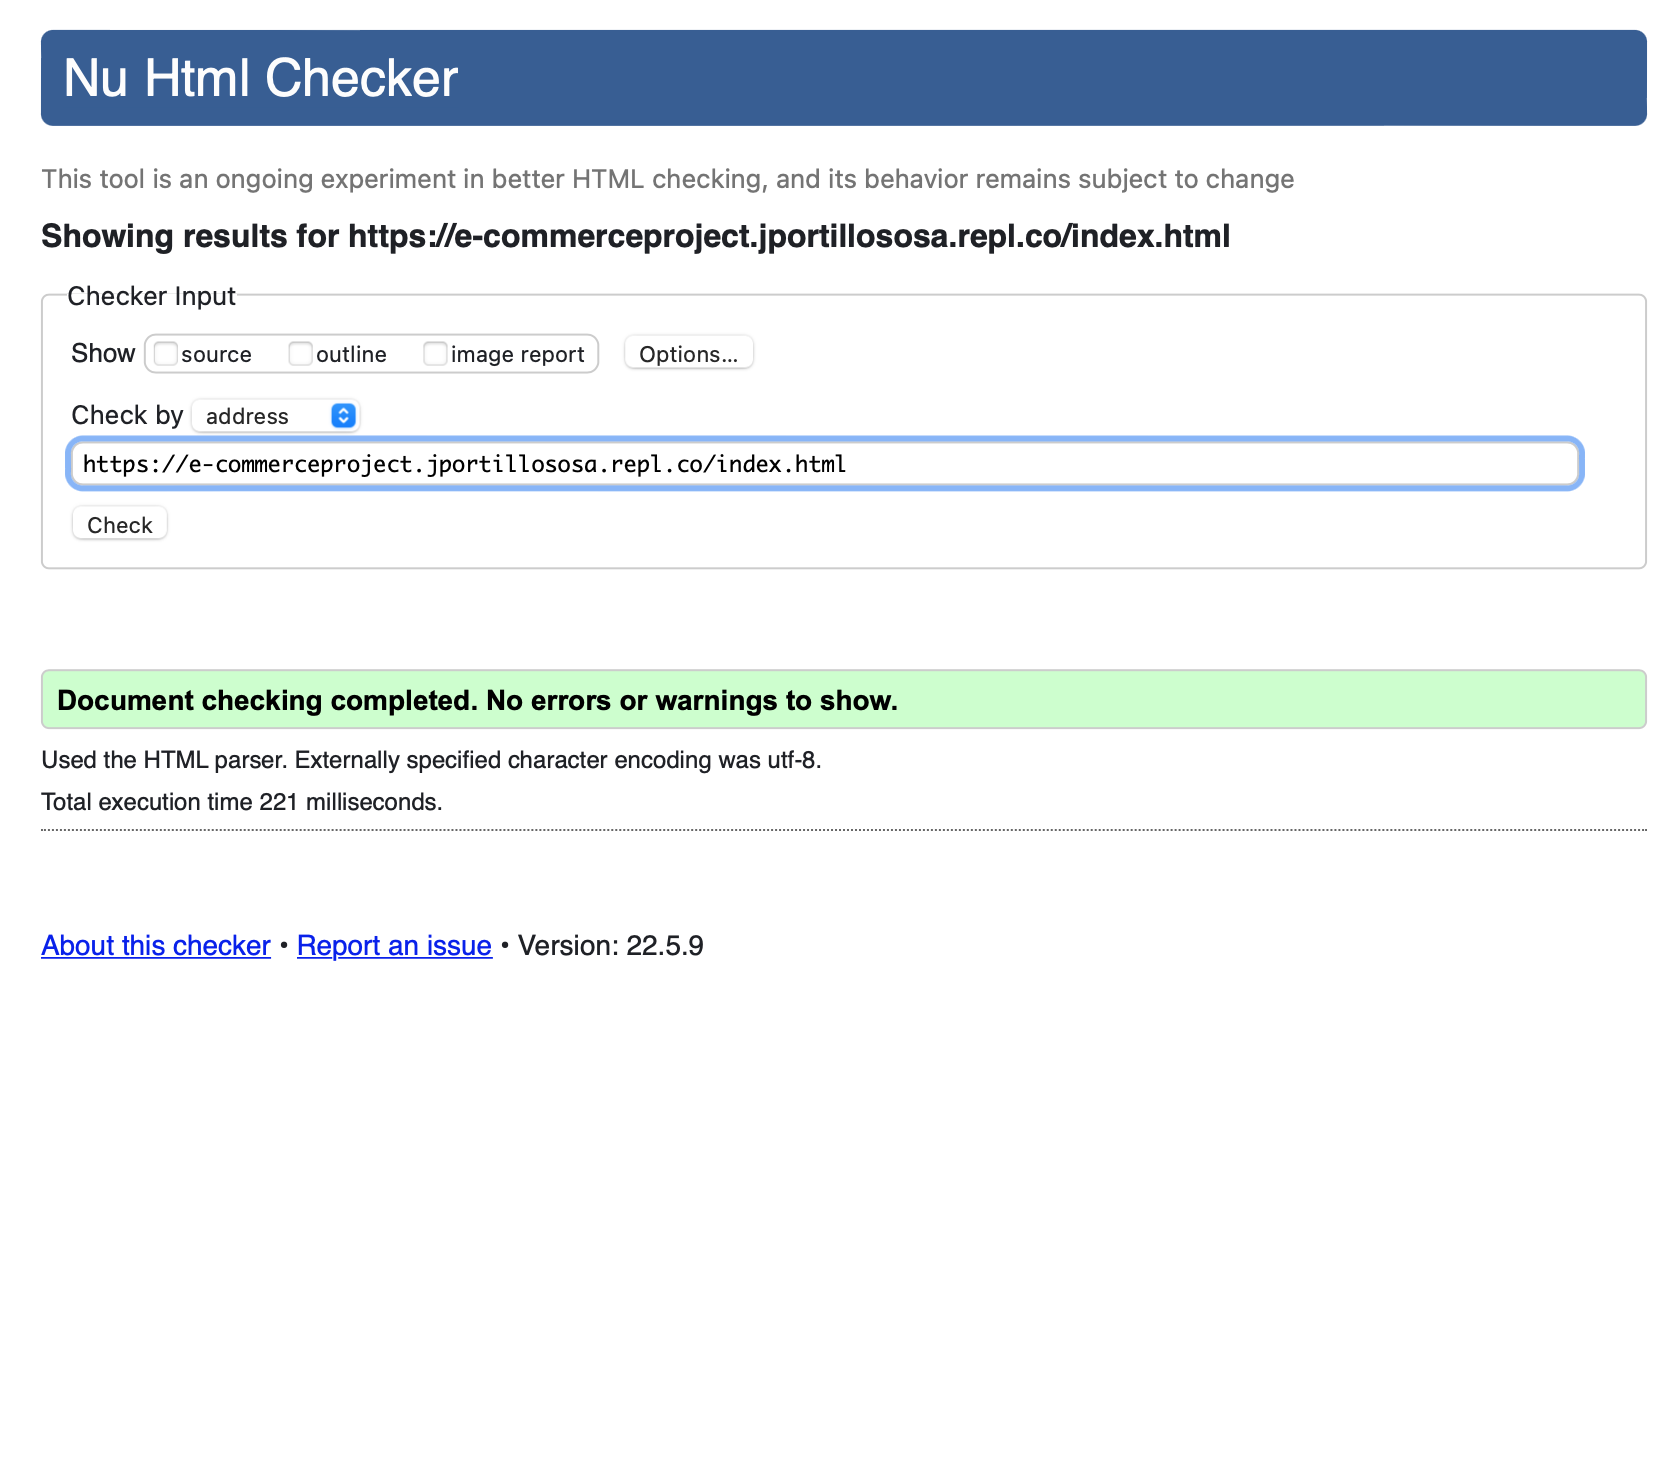 Nu Html Checker
This tool is an ongoing experiment in better HTML checking, and its behavior remains subject to change
Showing results for https://e-commerceproject.jportillososa.repl.co/index.html
Checker Input
Show source outline image report Options...
Check by address
https://e-commerceproject.jportillososa.repl.co/index.html
Check
Document checking completed. No errors or warnings to show.
Used the HTML parser. Externally specified character encoding was utf-8.
Total execution time 221 milliseconds.
About this checker • Report an issue • Version: 22.5.9